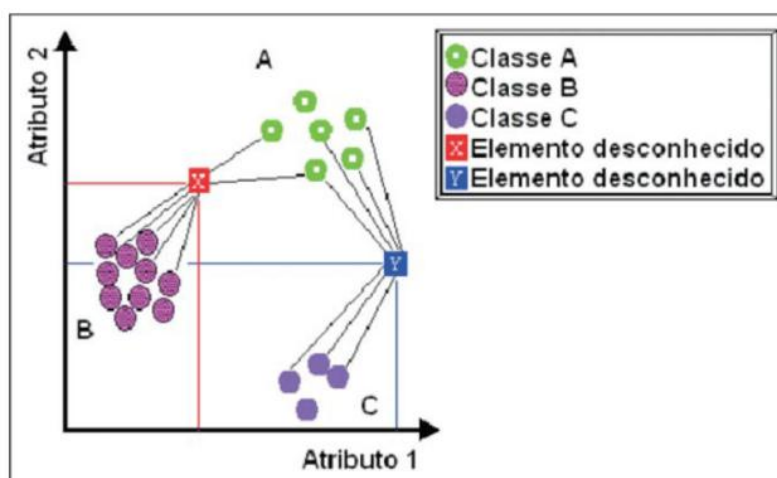 Atributo 2
A
X
Y
B
C
Atributo 1
Classe A
Classe B
Classe C
X Elemento desconhecido
Y Elemento desconhecido